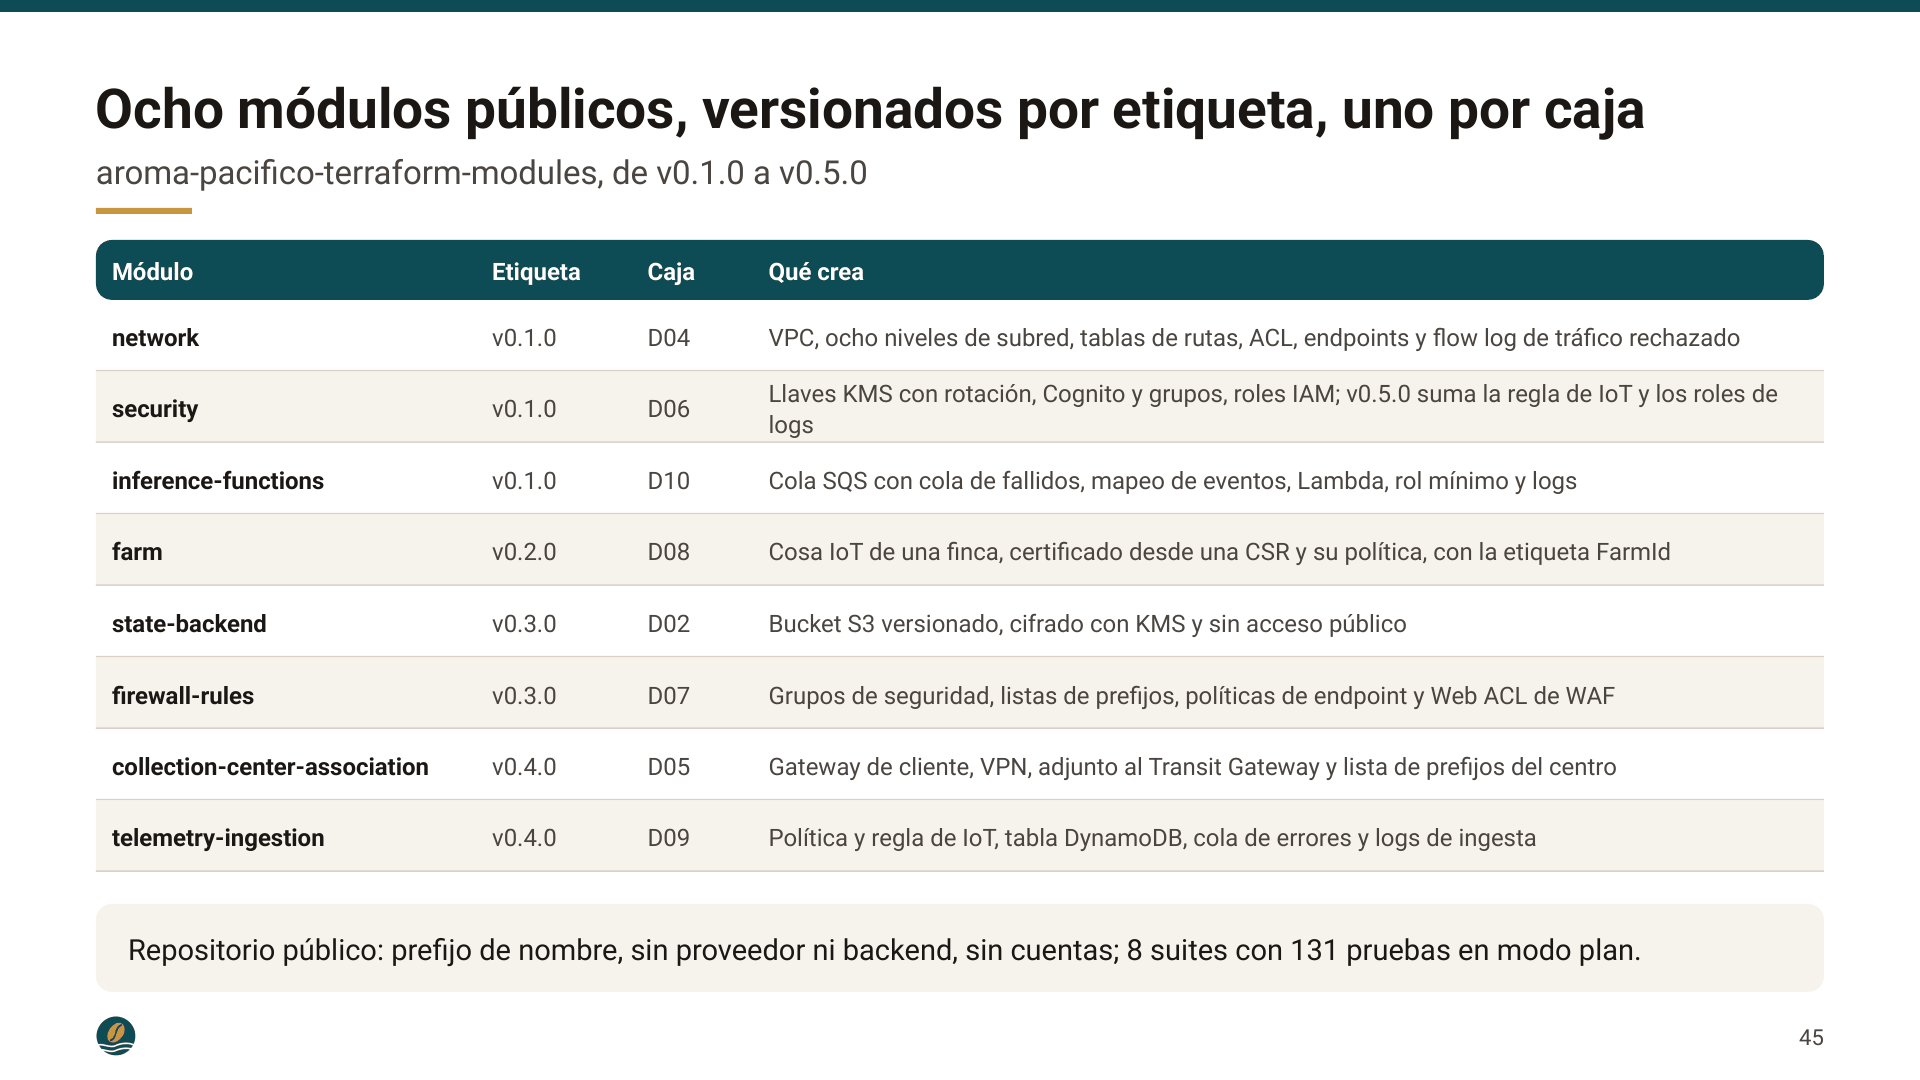 Ocho módulos públicos, versionados por etiqueta, uno por caja
aroma-pacifico-terraform-modules, de v0.1.0 a v0.5.0
Módulo Etiqueta Caja Qué crea
network v0.1.0 D04 VPC, ocho niveles de subred, tablas de rutas, ACL, endpoints y flow log de tráfico rechazado
security v0.1.0 D06 Llaves KMS con rotación, Cognito y grupos, roles IAM; v0.5.0 suma la regla de IoT y los roles de
logs
inference-functions v0.1.0 D10 Cola SQS con cola de fallidos, mapeo de eventos, Lambda, rol mínimo y logs
farm v0.2.0 D08 Cosa IoT de una finca, certificado desde una CSR y su política, con la etiqueta FarmId
state-backend v0.3.0 D02 Bucket S3 versionado, cifrado con KMS y sin acceso público
firewall-rules v0.3.0 D07 Grupos de seguridad, listas de prefijos, políticas de endpoint y Web ACL de WAF
collection-center-association v0.4.0 D05 Gateway de cliente, VPN, adjunto al Transit Gateway y lista de prefijos del centro
telemetry-ingestion v0.4.0 D09 Política y regla de IoT, tabla DynamoDB, cola de errores y logs de ingesta
Repositorio público: prefijo de nombre, sin proveedor ni backend, sin cuentas; 8 suites con 131 pruebas en modo plan.
45